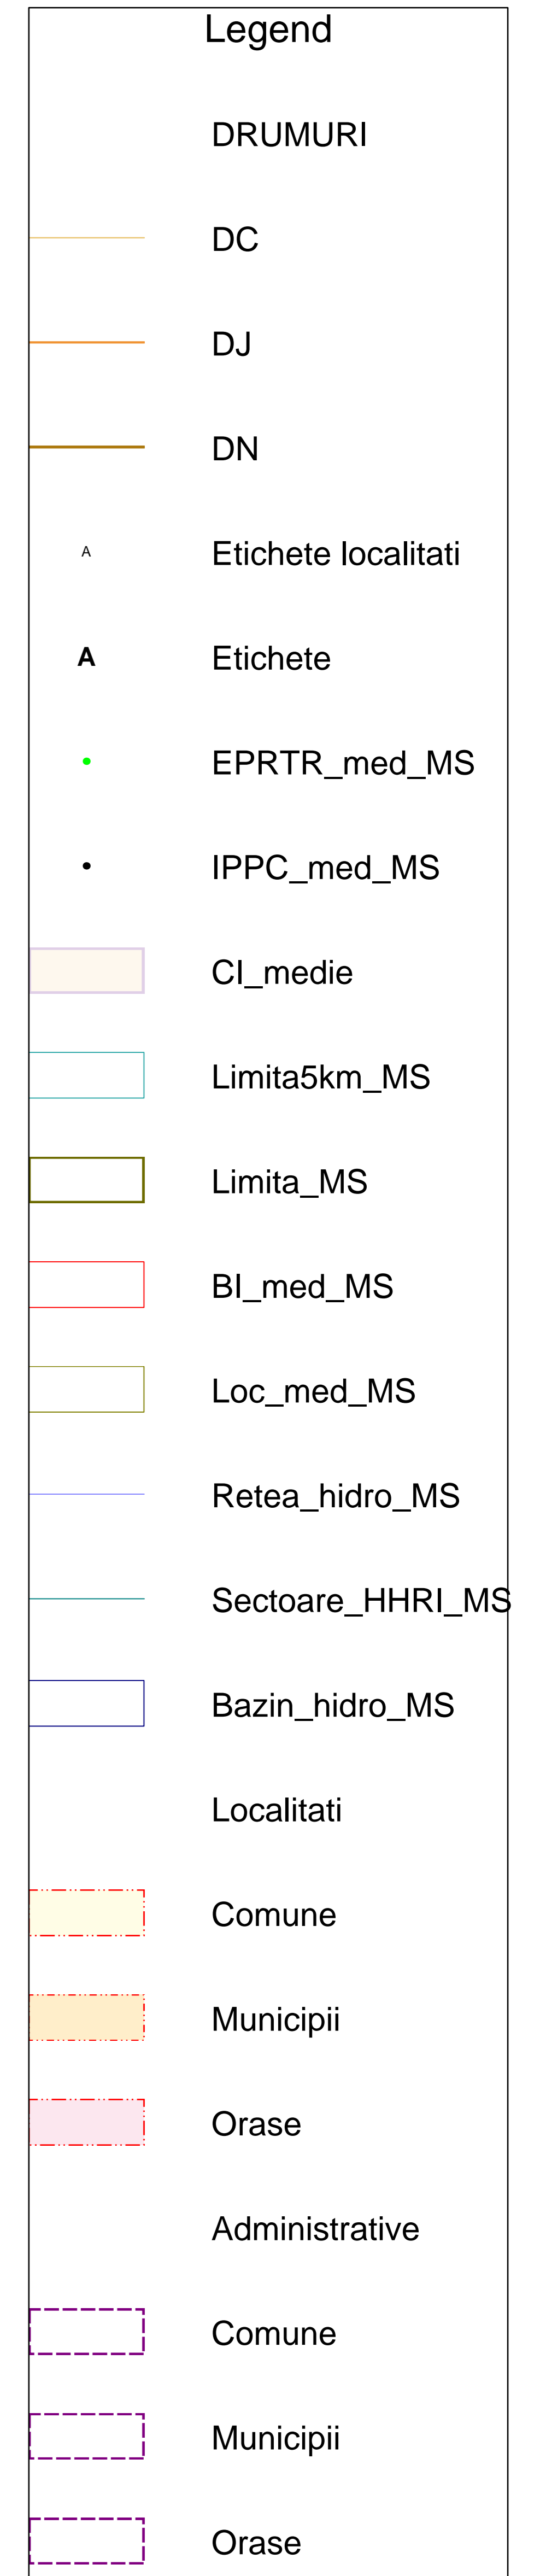 Legend
DRUMURI
DC
DJ
DN
A Etichete localitati
A Etichete
EPRTR_med_MS
IPPC_med_MS
CI_medie
Limita5km_MS
Limita_MS
BI_med_MS
Loc_med_MS
Retea_hidro_MS
Sectoare_HHRI_MS
Bazin_hidro_MS
Localitati
Comune
Municipii
Orase
Administrative
Comune
Municipii
Orase